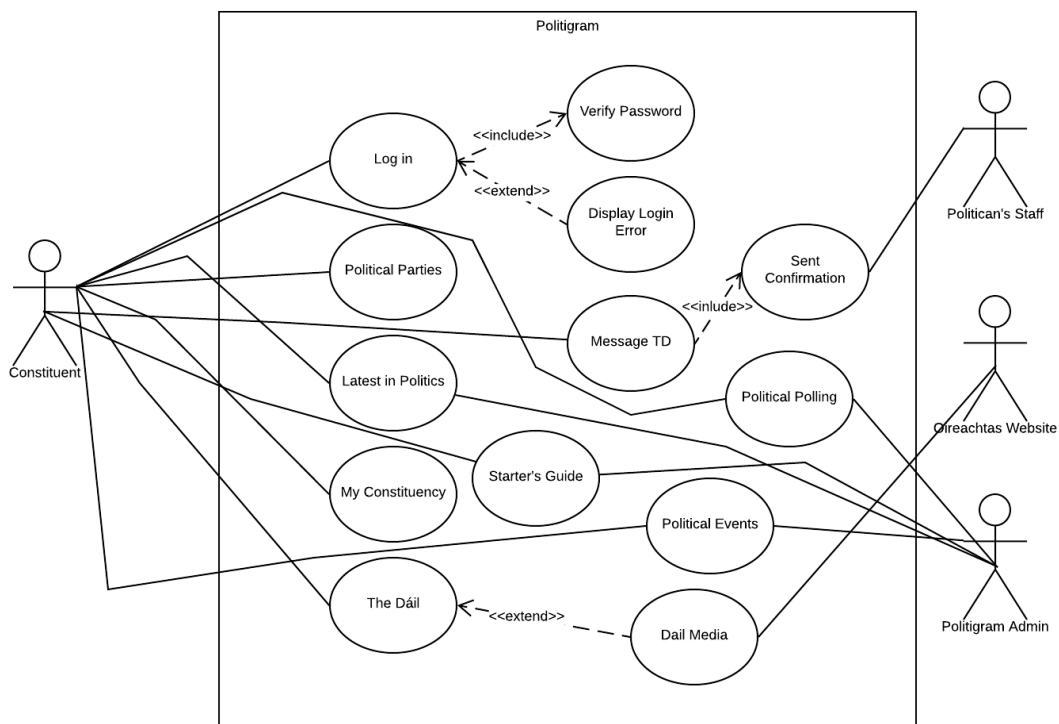 Politigram
Verify Password
<<include>>
Log in
<<extend>>
Display Login
Error
Politican's Staff
Political Parties
Sent
Confirmation
<<inlude>>
Message TD
Constituent
Latest in Politics
Political Polling
Oireachtas Website
Starter's Guide
My Constituency
Political Events
The Dáil
<<extend>>
Dail Media
Politigram Admin